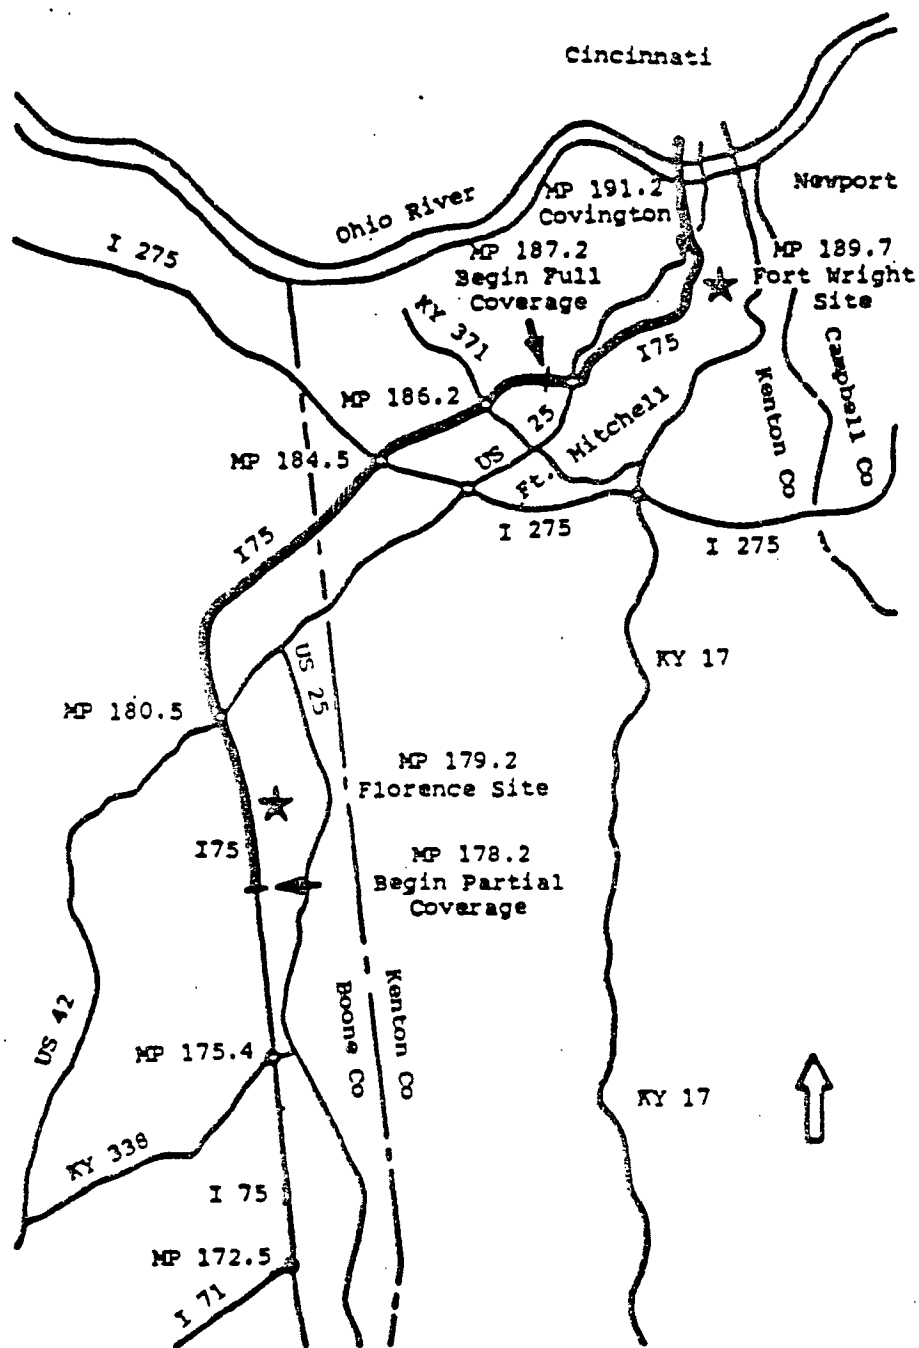 Cincinnati
Newport
MP 191.2
Covington
Ohio River
I 275
MP 187.2
Begin Full
Coverage
MP 189.7
Fort Wright
Site
KY 371
I75
Campbell Co
Kenton Co
MP 186.2
US 25
Ft. Mitchell
MP 184.5
I 275
I 275
I75
KY 17
US 25
MP 180.5
MP 179.2
Florence Site
I75
MP 178.2
Begin Partial
Coverage
Kenton Co
Boone Co
US 42
MP 175.4
KY 17
KY 338
I 75
MP 172.5
I 71